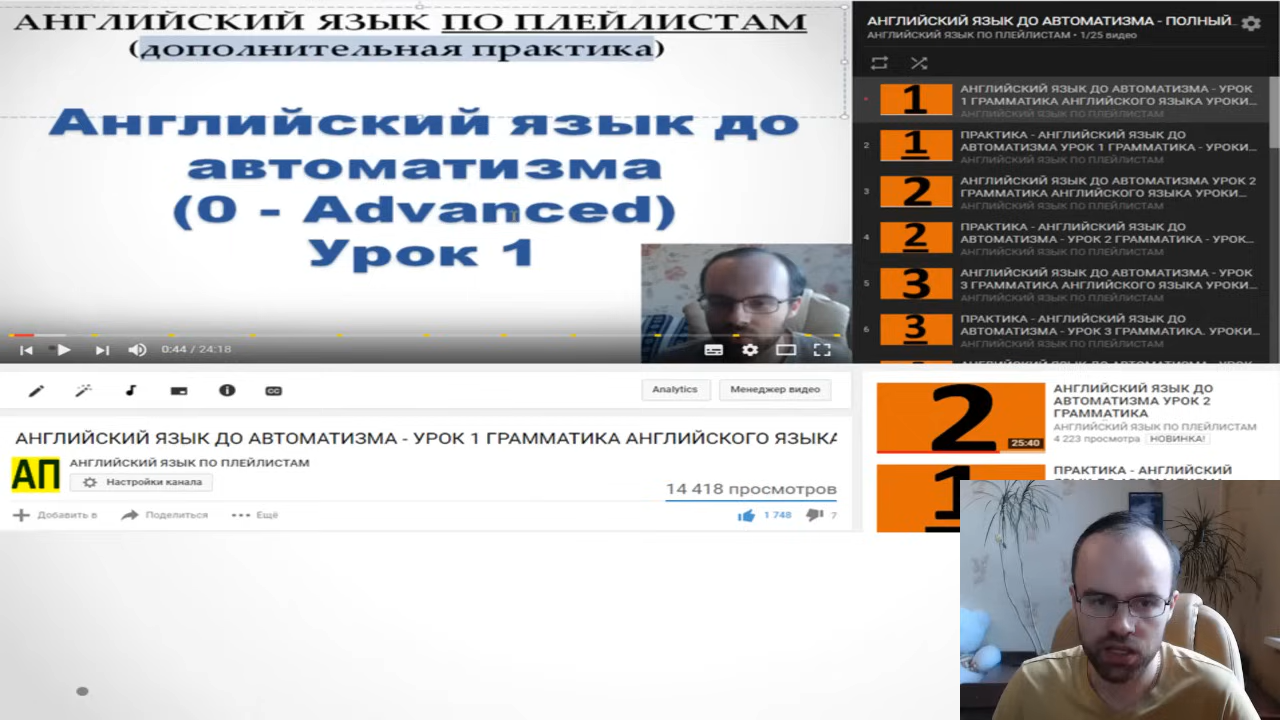 АНГЛИЙСКИЙ ЯЗЫК ПО ПЛЕЙЛИСТАМ
(дополнительная практика)
Английский язык до
автоматизма
(0 - Advanced)
Урок 1
0:44 / 24:18
АНГЛИЙСКИЙ ЯЗЫК ДО АВТОМАТИЗМА - ПОЛНЫЙ...
АНГЛИЙСКИЙ ЯЗЫК ПО ПЛЕЙЛИСТАМ • 1/25 видео
1
АНГЛИЙСКИЙ ЯЗЫК ДО АВТОМАТИЗМА - УРОК
1 ГРАММАТИКА АНГЛИЙСКОГО ЯЗЫКА УРОКИ...
АНГЛИЙСКИЙ ЯЗЫК ПО ПЛЕЙЛИСТАМ
2
1
ПРАКТИКА - АНГЛИЙСКИЙ ЯЗЫК ДО
АВТОМАТИЗМА УРОК 1 ГРАММАТИКА - УРОКИ...
АНГЛИЙСКИЙ ЯЗЫК ПО ПЛЕЙЛИСТАМ
3
2
АНГЛИЙСКИЙ ЯЗЫК ДО АВТОМАТИЗМА УРОК 2
ГРАММАТИКА АНГЛИЙСКОГО ЯЗЫКА УРОКИ...
АНГЛИЙСКИЙ ЯЗЫК ПО ПЛЕЙЛИСТАМ
4
2
ПРАКТИКА - АНГЛИЙСКИЙ ЯЗЫК ДО
АВТОМАТИЗМА - УРОК 2 ГРАММАТИКА - УРОК...
АНГЛИЙСКИЙ ЯЗЫК ПО ПЛЕЙЛИСТАМ
5
3
АНГЛИЙСКИЙ ЯЗЫК ДО АВТОМАТИЗМА - УРОК
3 ГРАММАТИКА АНГЛИЙСКОГО ЯЗЫКА УРОКИ...
АНГЛИЙСКИЙ ЯЗЫК ПО ПЛЕЙЛИСТАМ
6
3
ПРАКТИКА - АНГЛИЙСКИЙ ЯЗЫК ДО
АВТОМАТИЗМА - УРОК 3 ГРАММАТИКА. УРОКИ...
АНГЛИЙСКИЙ ЯЗЫК ПО ПЛЕЙЛИСТАМ
CC
Analytics
Менеджер видео
АНГЛИЙСКИЙ ЯЗЫК ДО АВТОМАТИЗМА - УРОК 1 ГРАММАТИКА АНГЛИЙСКОГО ЯЗЫКА
АП
АНГЛИЙСКИЙ ЯЗЫК ПО ПЛЕЙЛИСТАМ
Настройки канала
14 418 просмотров
Добавить в
Поделиться
Ещё
1 748
7
2
25:40
АНГЛИЙСКИЙ ЯЗЫК ДО
АВТОМАТИЗМА УРОК 2
ГРАММАТИКА
АНГЛИЙСКИЙ ЯЗЫК ПО ПЛЕЙЛИСТАМ
4 223 просмотра НОВИНКА!
1
ПРАКТИКА - АНГЛИЙСКИЙ